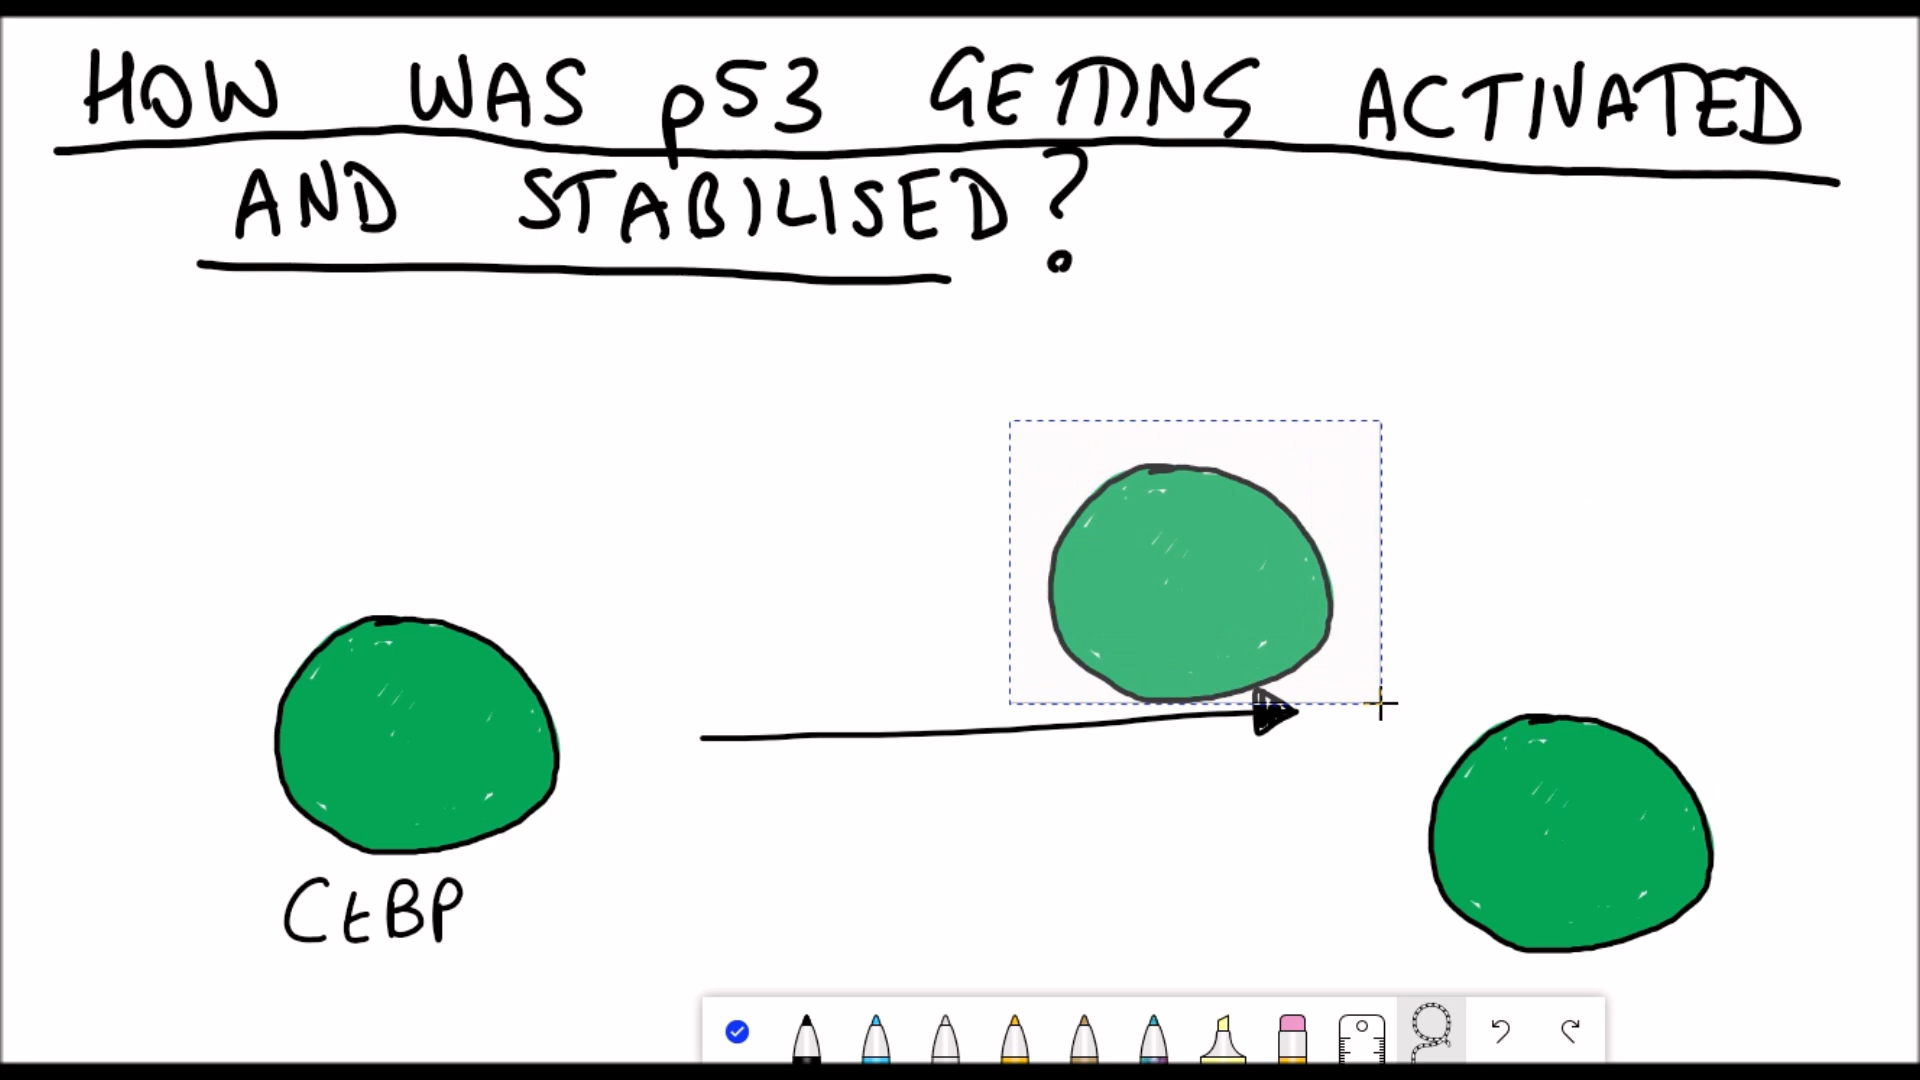 HOW WAS p53 GETTING ACTIVATED
AND STABILISED?
CtBP